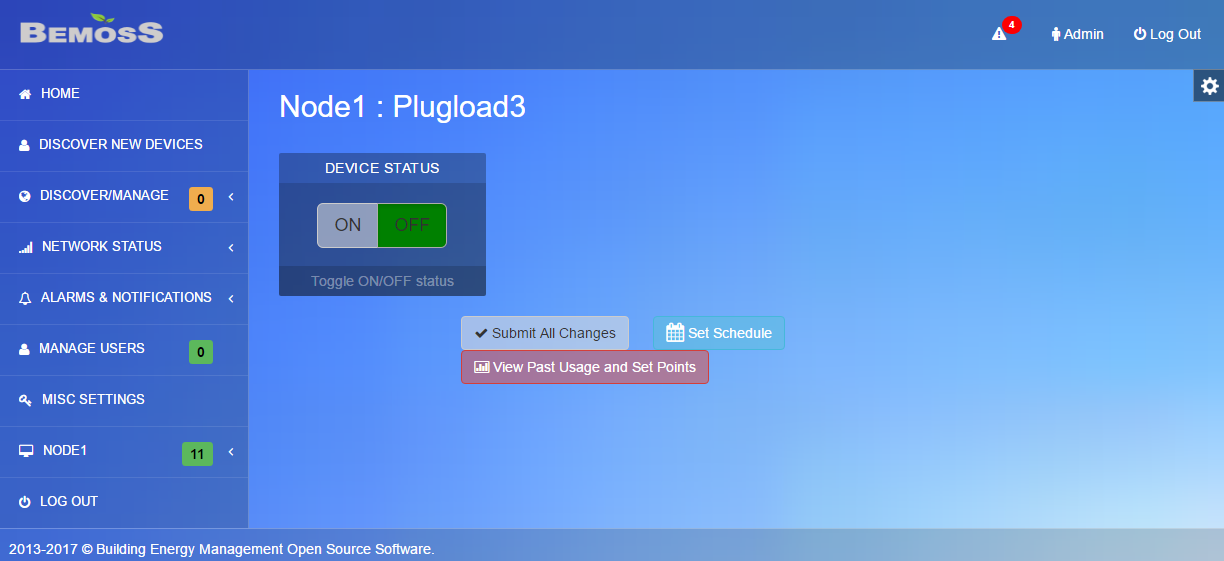 BEMOSS
4
Admin
Log Out
HOME
DISCOVER NEW DEVICES
DISCOVER/MANAGE 0
NETWORK STATUS
ALARMS & NOTIFICATIONS
MANAGE USERS 0
MISC SETTINGS
NODE1 11
LOG OUT
Node1 : Plugload3
DEVICE STATUS
ON OFF
Toggle ON/OFF status
Submit All Changes
Set Schedule
View Past Usage and Set Points
2013-2017 © Building Energy Management Open Source Software.